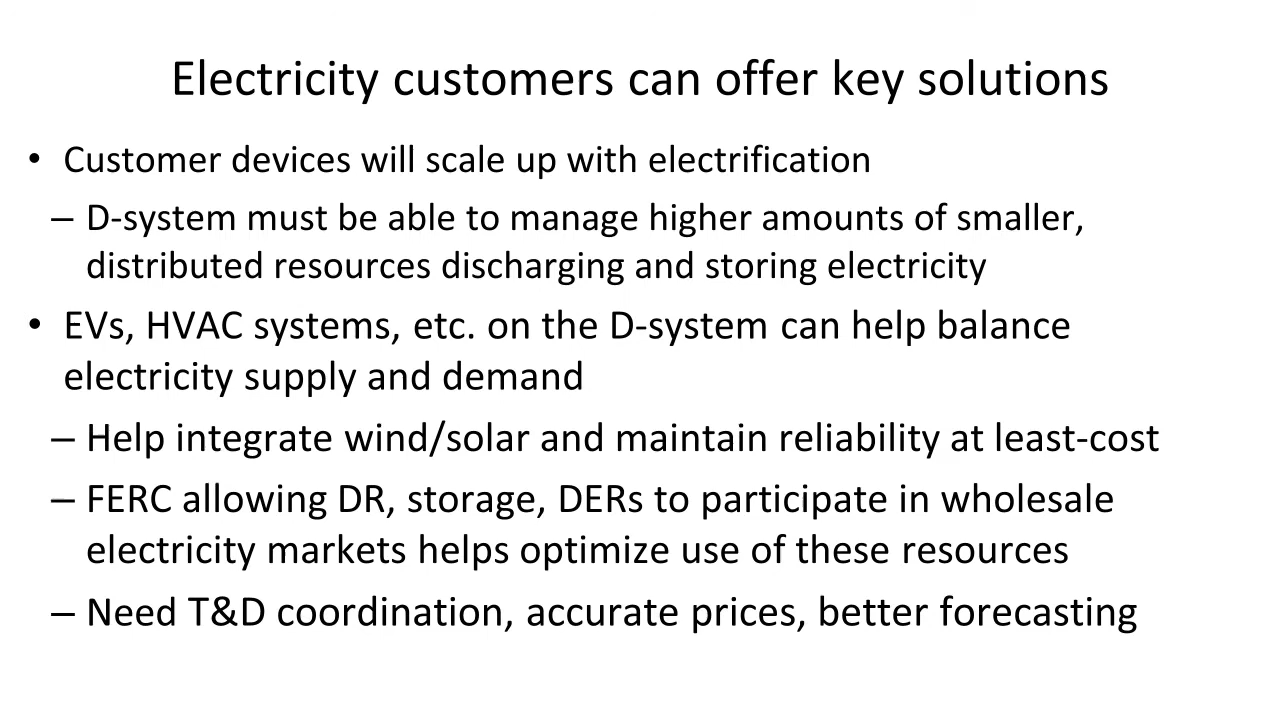 Electricity customers can offer key solutions
• Customer devices will scale up with electrification
– D-system must be able to manage higher amounts of smaller,
distributed resources discharging and storing electricity
• EVs, HVAC systems, etc. on the D-system can help balance
electricity supply and demand
– Help integrate wind/solar and maintain reliability at least-cost
– FERC allowing DR, storage, DERs to participate in wholesale
electricity markets helps optimize use of these resources
– Need T&D coordination, accurate prices, better forecasting